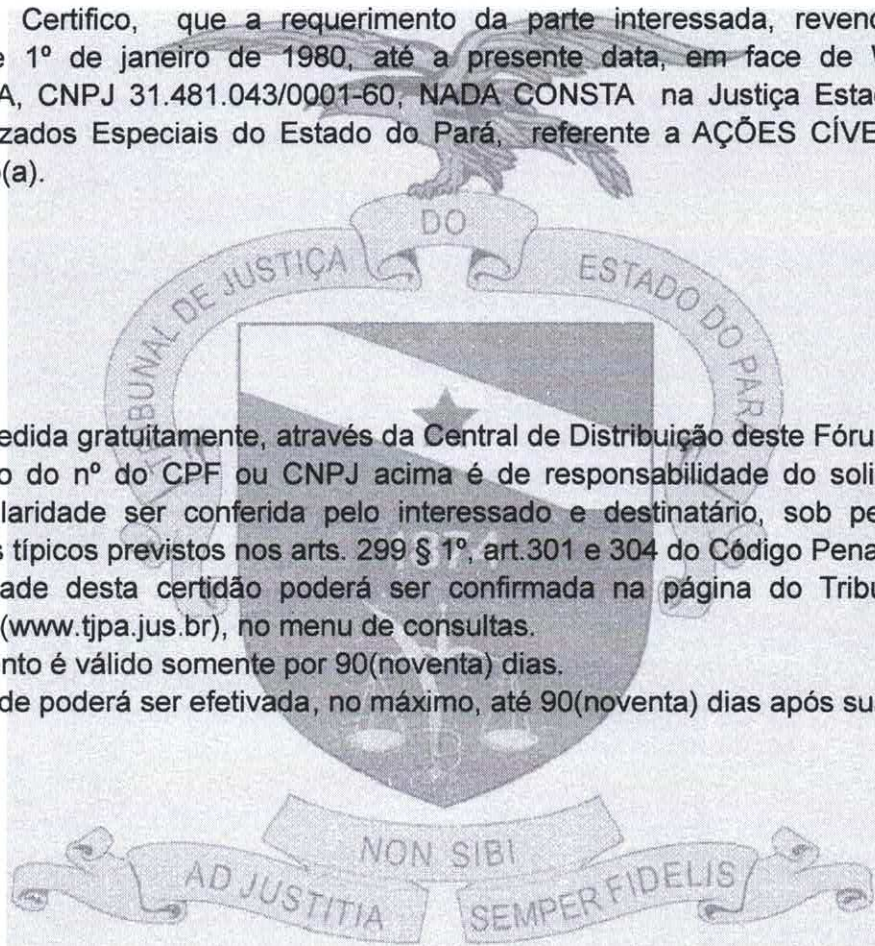 Certifico, que a requerimento da parte interessada, revend
1º de janeiro de 1980, até a presente data, em face de
A, CNPJ 31.481.043/0001-60, NADA CONSTA na Justiça Esta
zados Especiais do Estado do Pará, referente a AÇÕES CÍVE
(a).
DO
TRIBUNAL DE JUSTIÇA
ESTADO DO PARÁ
edida gratuitamente, através da Central de Distribuição deste Fóru
o do nº do CPF ou CNPJ acima é de responsabilidade do soli
laridade ser conferida pelo interessado e destinatário, sob pe
s típicos previstos nos arts. 299 § 1º, art.301 e 304 do Código Pena
1874
ade desta certidão poderá ser confirmada na página do Tribu
(www.tjpa.jus.br), no menu de consultas.
nto é válido somente por 90(noventa) dias.
de poderá ser efetivada, no máximo, até 90(noventa) dias após su
NON SIBI
AD JUSTITIA
SEMPER FIDELIS